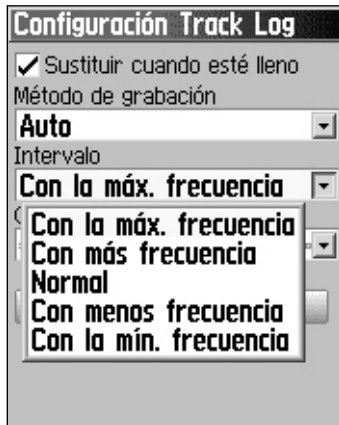 Configuración Track Log
Sustituir cuando esté lleno
Método de grabación
Auto
Intervalo
Con la máx. frecuencia
Con la máx. frecuencia
Con más frecuencia
Normal
Con menos frecuencia
Con la mín. frecuencia